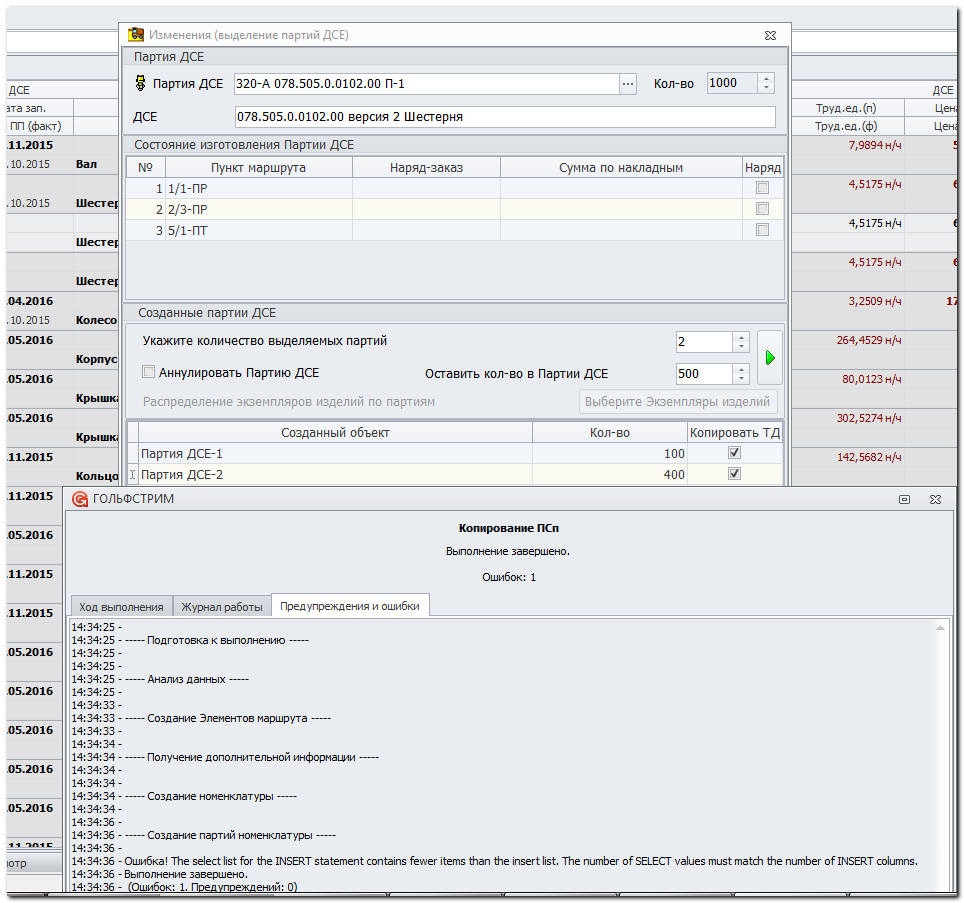 Изменения (выделение партий ДСЕ)
Партия ДСЕ
Партия ДСЕ 320-А 078.505.0.0102.00 П-1 ... Кол-во 1000
ДСЕ 078.505.0.0102.00 версия 2 Шестерня
Состояние изготовления Партии ДСЕ
№ Пункт маршрута Наряд-заказ Сумма по накладным Наряд
1 1/1-ПР
2 2/3-ПР
3 5/1-ПТ
Созданные партии ДСЕ
Укажите количество выделяемых партий 2
Аннулировать Партию ДСЕ Оставить кол-во в Партии ДСЕ 500
Распределение экземпляров изделий по партиям Выберите Экземпляры изделий
Созданный объект Кол-во Копировать ТД
Партия ДСЕ-1 100
Партия ДСЕ-2 400
ДСЕ
ата зап.
ПП (факт)
.11.2015
.10.2015 Вал
.10.2015 Шестер
Шестер
Шестер
.04.2016
.10.2015 Колесо
.05.2016
Корпус
.05.2016
Крышка
.05.2016
Крышка
.11.2015
Кольцо
.11.2015
.05.2016
.11.2015
.11.2015
.05.2016
.05.2016
.05.2016
.05.2016
.05.2016
.11.2015
отр
ДСЕ
Труд.ед.(п) Цена
Труд.ед.(ф) Цена
7,9894 н/ч 5
4,5175 н/ч 6
4,5175 н/ч 6
4,5175 н/ч 6
3,2509 н/ч 17
264,4529 н/ч
80,0123 н/ч
302,5274 н/ч
142,5682 н/ч
ГОЛЬФСТРИМ
Копирование ПСп
Выполнение завершено.
Ошибок: 1
Ход выполнения Журнал работы Предупреждения и ошибки
14:34:25 -
14:34:25 - ----- Подготовка к выполнению -----
14:34:25 -
14:34:25 -
14:34:25 - ----- Анализ данных -----
14:34:25 -
14:34:33 -
14:34:33 - ----- Создание Элементов маршрута -----
14:34:33 -
14:34:34 -
14:34:34 - ----- Получение дополнительной информации -----
14:34:34 -
14:34:34 -
14:34:34 - ----- Создание номенклатуры -----
14:34:34 -
14:34:36 -
14:34:36 - ----- Создание партий номенклатуры -----
14:34:36 -
14:34:36 - Ошибка! The select list for the INSERT statement contains fewer items than the insert list. The number of SELECT values must match the number of INSERT columns.
14:34:36 - Выполнение завершено.
14:34:36 - (Ошибок: 1. Предупреждений: 0)